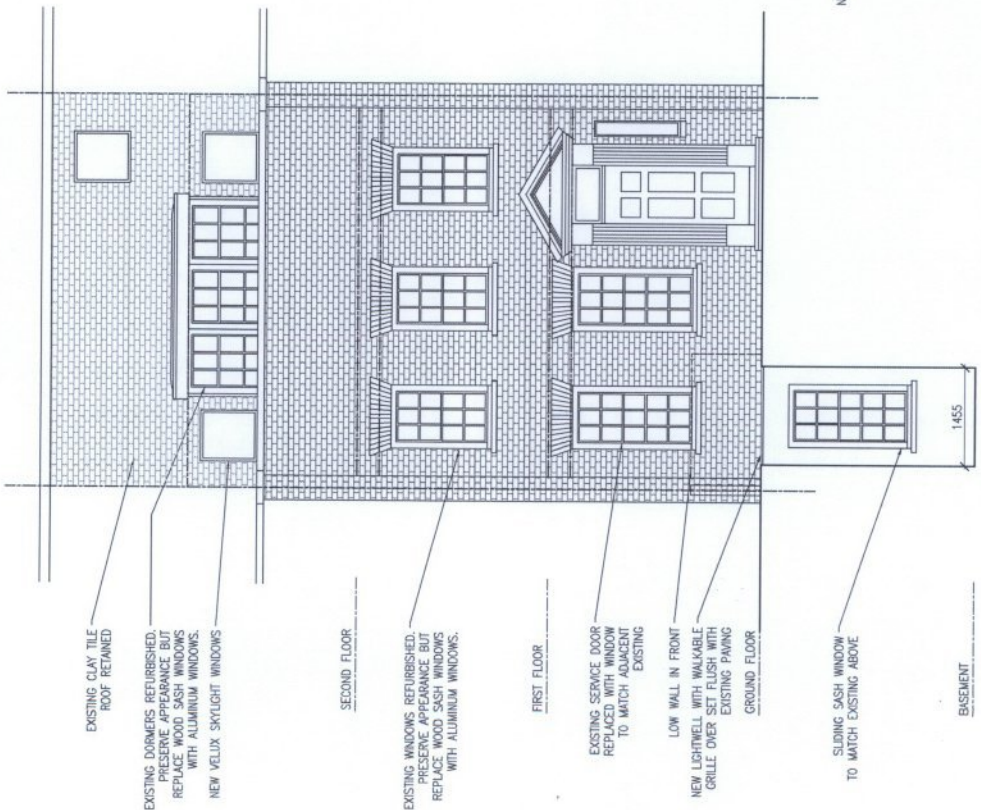 EXISTING CLAY TILE
ROOF RETAINED
EXISTING DORMERS REFURBISHED.
PRESERVE APPEARANCE BUT
REPLACE WOOD SASH WINDOWS
WITH ALUMINUM WINDOWS.
NEW VELUX SKYLIGHT WINDOWS
SECOND FLOOR
EXISTING WINDOWS REFURBISHED.
PRESERVE APPEARANCE BUT
REPLACE WOOD SASH WINDOWS
WITH ALUMINUM WINDOWS.
FIRST FLOOR
EXISTING SERVICE DOOR
REPLACED WITH WINDOW
TO MATCH ADJACENT
EXISTING
LOW WALL IN FRONT
NEW LIGHTWELL WITH WALKABLE
GRILLE OVER SET FLUSH WITH
EXISTING PAVING
GROUND FLOOR
SLIDING SASH WINDOW
TO MATCH EXISTING ABOVE
BASEMENT
1455
N